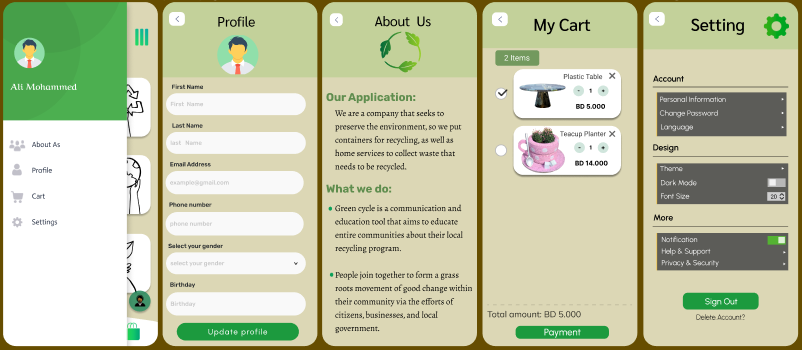 Ali Mohammed
About As
Profile
Cart
Settings
Profile
First Name
First Name
Last Name
last Name
Email Address
example@gmail.com
Phone number
phone number
Select your gender
select your gender
Birthday
Birthday
Update profile
About Us
Our Application:
We are a company that seeks to
preserve the environment, so we put
containers for recycling, as well as
home services to collect waste that
needs to be recycled.
What we do:
Green cycle is a communication and
education tool that aims to educate
entire communities about their local
recycling program.
People join together to form a grass
roots movement of good change within
their community via the efforts of
citizens, businesses, and local
government.
My Cart
2 Items
Plastic Table
- 1 +
BD 5.000
Teacup Planter
- 1 +
BD 14.000
Total amount: BD 5.000
Payment
Setting
Account
Personal Information
Change Password
Language
Design
Theme
Dark Mode
Font Size 20
More
Notification
Help & Support
Privacy & Security
Sign Out
Delete Account?